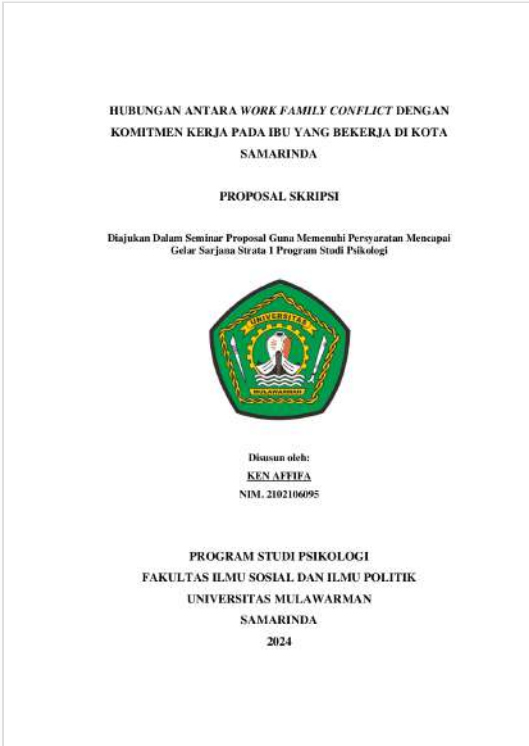 HUBUNGAN ANTARA WORK FAMILY CONFLICT DENGAN
KOMITMEN KERJA PADA IBU YANG BEKERJA DI KOTA
SAMARINDA
PROPOSAL SKRIPSI
Diajukan Dalam Seminar Proposal Guna Memenuhi Persyaratan Mencapai
Gelar Sarjana Strata 1 Program Studi Psikologi
UNIVERSITAS
MULAWARMAN
Disusun oleh:
KEN AFFIFA
NIM. 2102106095
PROGRAM STUDI PSIKOLOGI
FAKULTAS ILMU SOSIAL DAN ILMU POLITIK
UNIVERSITAS MULAWARMAN
SAMARINDA
2024